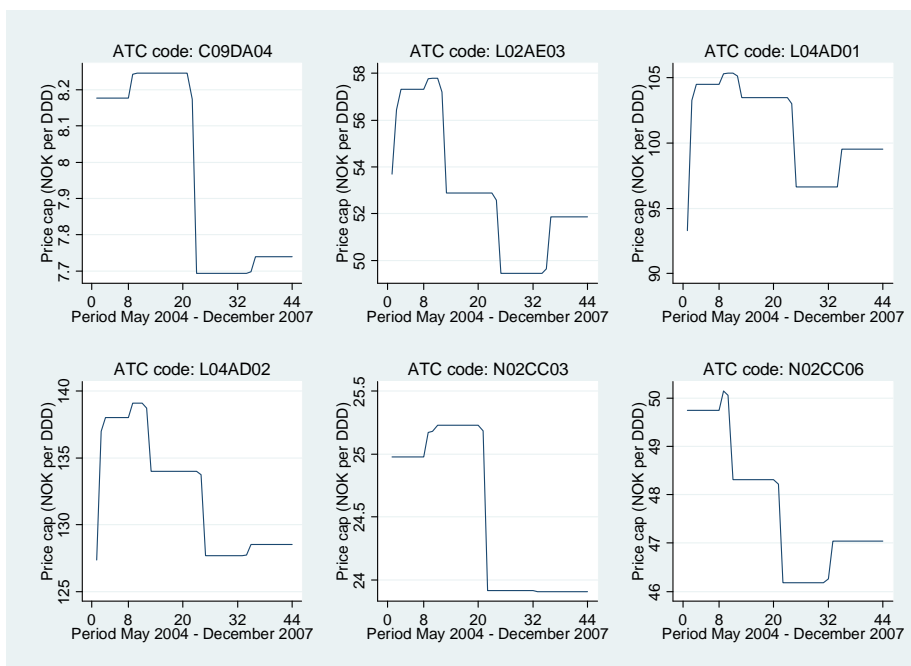 ATC code: C09DA04
Price cap (NOK per DDD)
8.2
8.1
8
7.9
7.8
7.7
0 8 20 32 44
Period May 2004 - December 2007
ATC code: L02AE03
Price cap (NOK per DDD)
58
56
54
52
50
0 8 20 32 44
Period May 2004 - December 2007
ATC code: L04AD01
Price cap (NOK per DDD)
105
100
95
90
0 8 20 32 44
Period May 2004 - December 2007
ATC code: L04AD02
Price cap (NOK per DDD)
140
135
130
125
0 8 20 32 44
Period May 2004 - December 2007
ATC code: N02CC03
Price cap (NOK per DDD)
25.5
25
24.5
24
0 8 20 32 44
Period May 2004 - December 2007
ATC code: N02CC06
Price cap (NOK per DDD)
50
49
48
47
46
0 8 20 32 44
Period May 2004 - December 2007